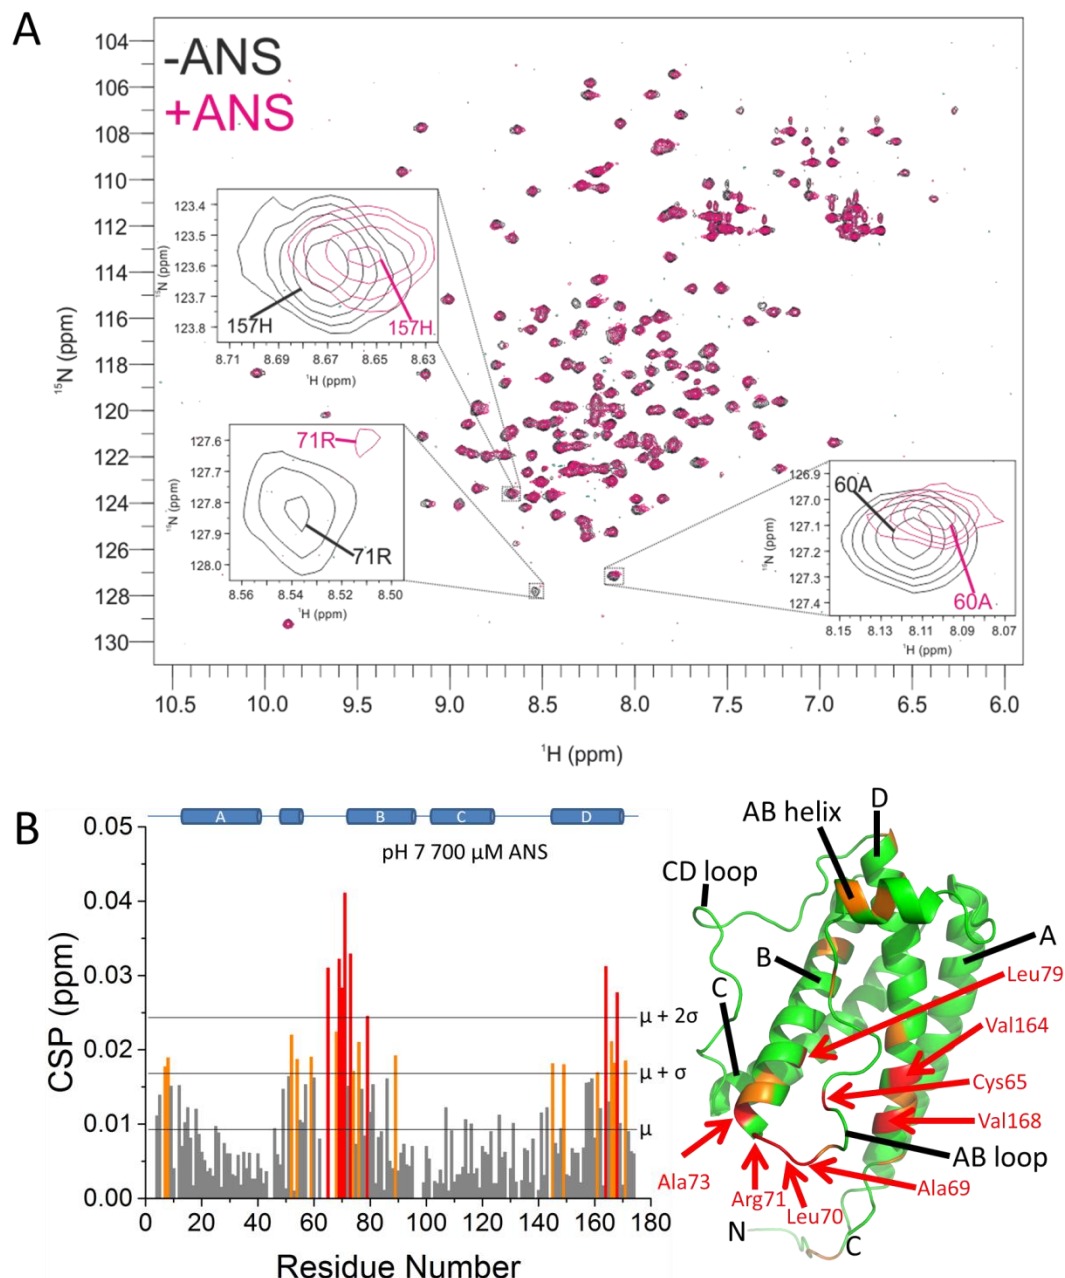 A
-ANS
+ANS
104
106
108
110
112
114
116
118
120
122
124
126
128
130
¹⁵N (ppm)
10.5 10.0 9.5 9.0 8.5 8.0 7.5 7.0 6.5 6.0
¹H (ppm)
123.4
123.5
123.6
123.7
123.8
¹⁵N (ppm)
157H
157H
8.71 8.69 8.67 8.65 8.63
¹H (ppm)
127.6
127.7
127.8
127.9
128.0
¹⁵N (ppm)
71R
71R
8.56 8.54 8.52 8.50
¹H (ppm)
126.9
127.0
127.1
127.2
127.3
127.4
¹⁵N (ppm)
60A
60A
8.15 8.13 8.11 8.09 8.07
¹H (ppm)
B
A B C D
pH 7 700 μM ANS
0.05
0.04
0.03
0.02
0.01
0.00
CSP (ppm)
μ + 2σ
μ + σ
μ
0 20 40 60 80 100 120 140 160 180
Residue Number
AB helix
D
CD loop
A
B
Leu79
C
Val164
Cys65
Val168
AB loop
Ala73
Arg71
Leu70
Ala69
N
C